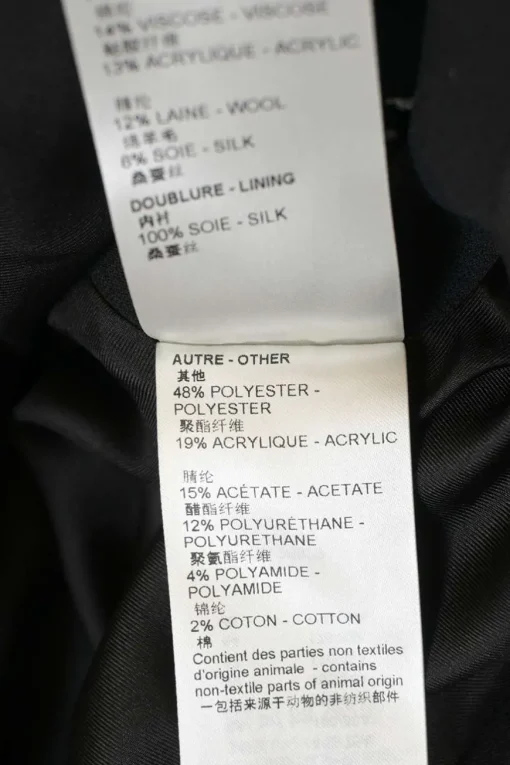 14% VISCOSE - VISCOSE
粘胶纤维
13% ACRYLIQUE - ACRYLIC
腈纶
12% LAINE - WOOL
绵羊毛
8% SOIE - SILK
桑蚕丝
DOUBLURE - LINING
内衬
100% SOIE - SILK
桑蚕丝
AUTRE - OTHER
其他
48% POLYESTER -
POLYESTER
聚酯纤维
19% ACRYLIQUE - ACRYLIC
腈纶
15% ACÉTATE - ACETATE
醋酯纤维
12% POLYURÉTHANE -
POLYURETHANE
聚氨酯纤维
4% POLYAMIDE -
POLYAMIDE
锦纶
2% COTON - COTTON
棉
Contient des parties non textiles
d'origine animale - contains
non-textile parts of animal origin
一包括来源于动物的非纺织部件